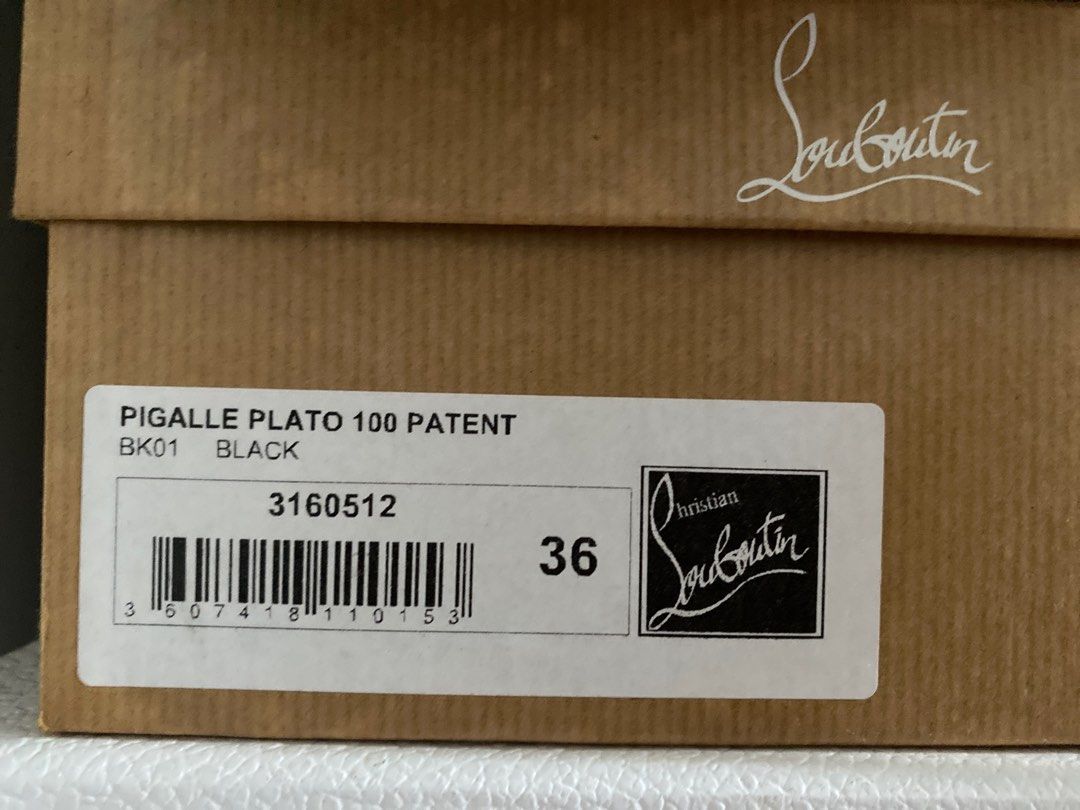 Louboutin
PIGALLE PLATO 100 PATENT
BK01 BLACK
3160512
36
3 607418 110153
Christian
Louboutin